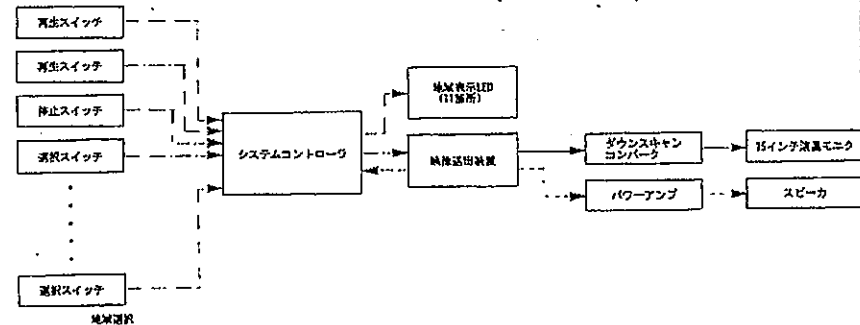 再生スイッチ
再生スイッチ
停止スイッチ
選択スイッチ
選択スイッチ
地域選択
システムコントローラ
地域表示LED
(11箇所)
映像送出装置
ダウンスキャン
コンバータ
15インチ液晶モニタ
パワーアンプ
スピーカ